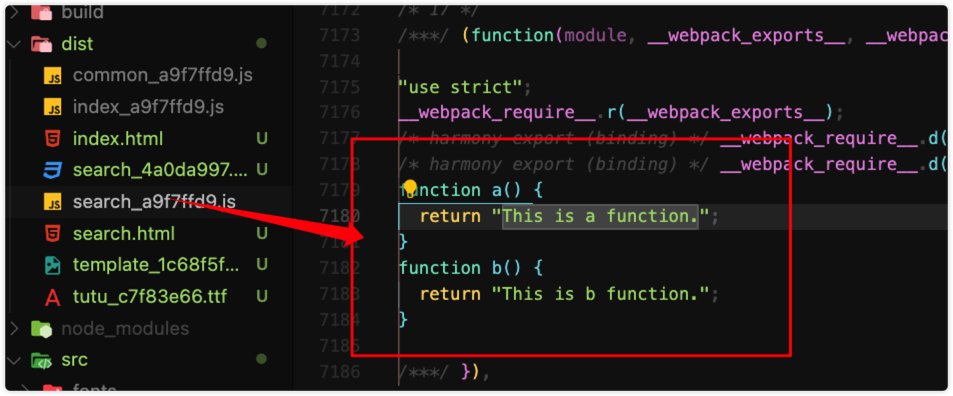 build
dist
common_a9f7ffd9.js
index_a9f7ffd9.js
index.html U
search_4a0da997.... U
search_a9f7ffd9.js
search.html U
template_1c68f5f... U
tutu_c7f83e66.ttf U
node_modules
src
fonts
7172 /* 17 */
7173 /***/ (function(module, __webpack_exports__, __webpac
7174
7175 "use strict";
7176 __webpack_require__.r(__webpack_exports__);
7177 /* harmony export (binding) */ __webpack_require__.d(
7178 /* harmony export (binding) */ __webpack_require__.d(
7179 function a() {
7180 return "This is a function.";
7181 }
7182 function b() {
7183 return "This is b function.";
7184 }
7185
7186 /***/ }),